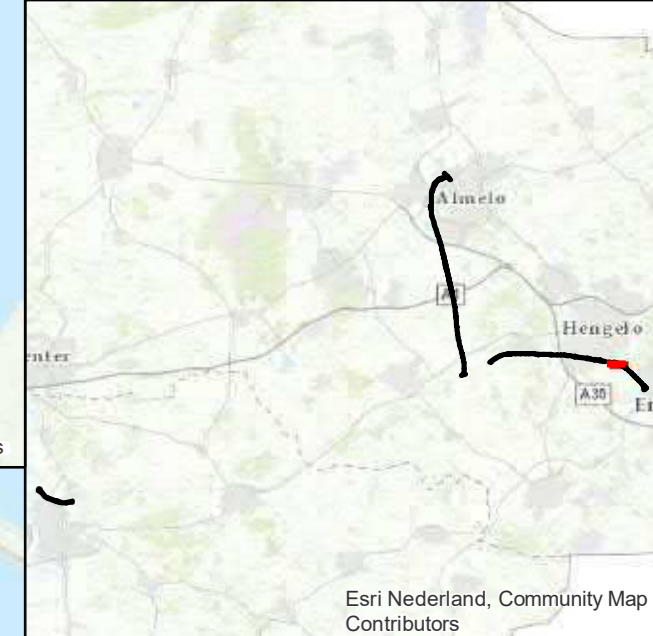 Almelo
A1
Hengelo
enter
A35
s
Esri Nederland, Community Map
Contributors